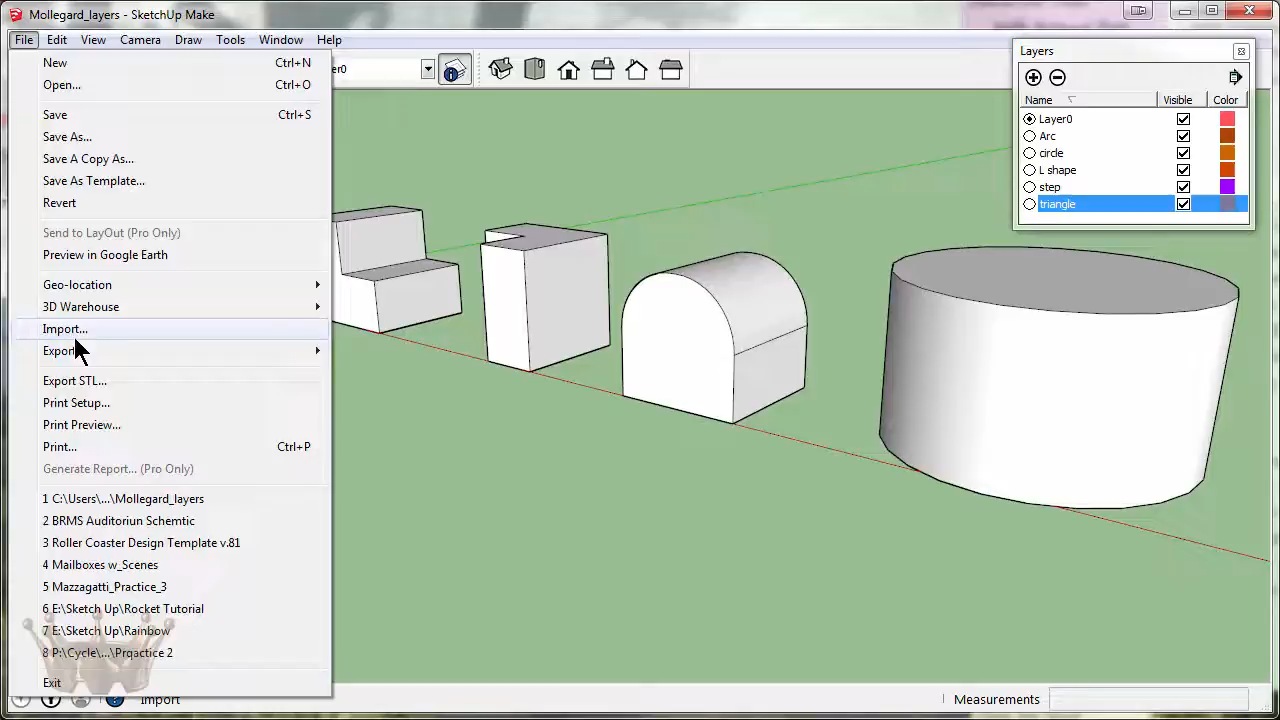 Mollegard_layers - SketchUp Make
File Edit View Camera Draw Tools Window Help
New Ctrl+N
Open...  Ctrl+O
Save Ctrl+S
Save As...
Save A Copy As...
Save As Template...
Revert
Send to LayOut (Pro Only)
Preview in Google Earth
Geo-location
3D Warehouse
Import...
Export
Export STL...
Print Setup...
Print Preview...
Print... Ctrl+P
Generate Report... (Pro Only)
1 C:\Users\...\Mollegard_layers
2 BRMS Auditoriun Schemtic
3 Roller Coaster Design Template v.81
4 Mailboxes w_Scenes
5 Mazzagatti_Practice_3
6 E:\Sketch Up\Rocket Tutorial
7 E:\Sketch Up\Rainbow
8 P:\Cycle\...\Prqactice 2
Exit
er0
Layers
Name Visible Color
Layer0
Arc
circle
L shape
step
triangle
Import
Measurements